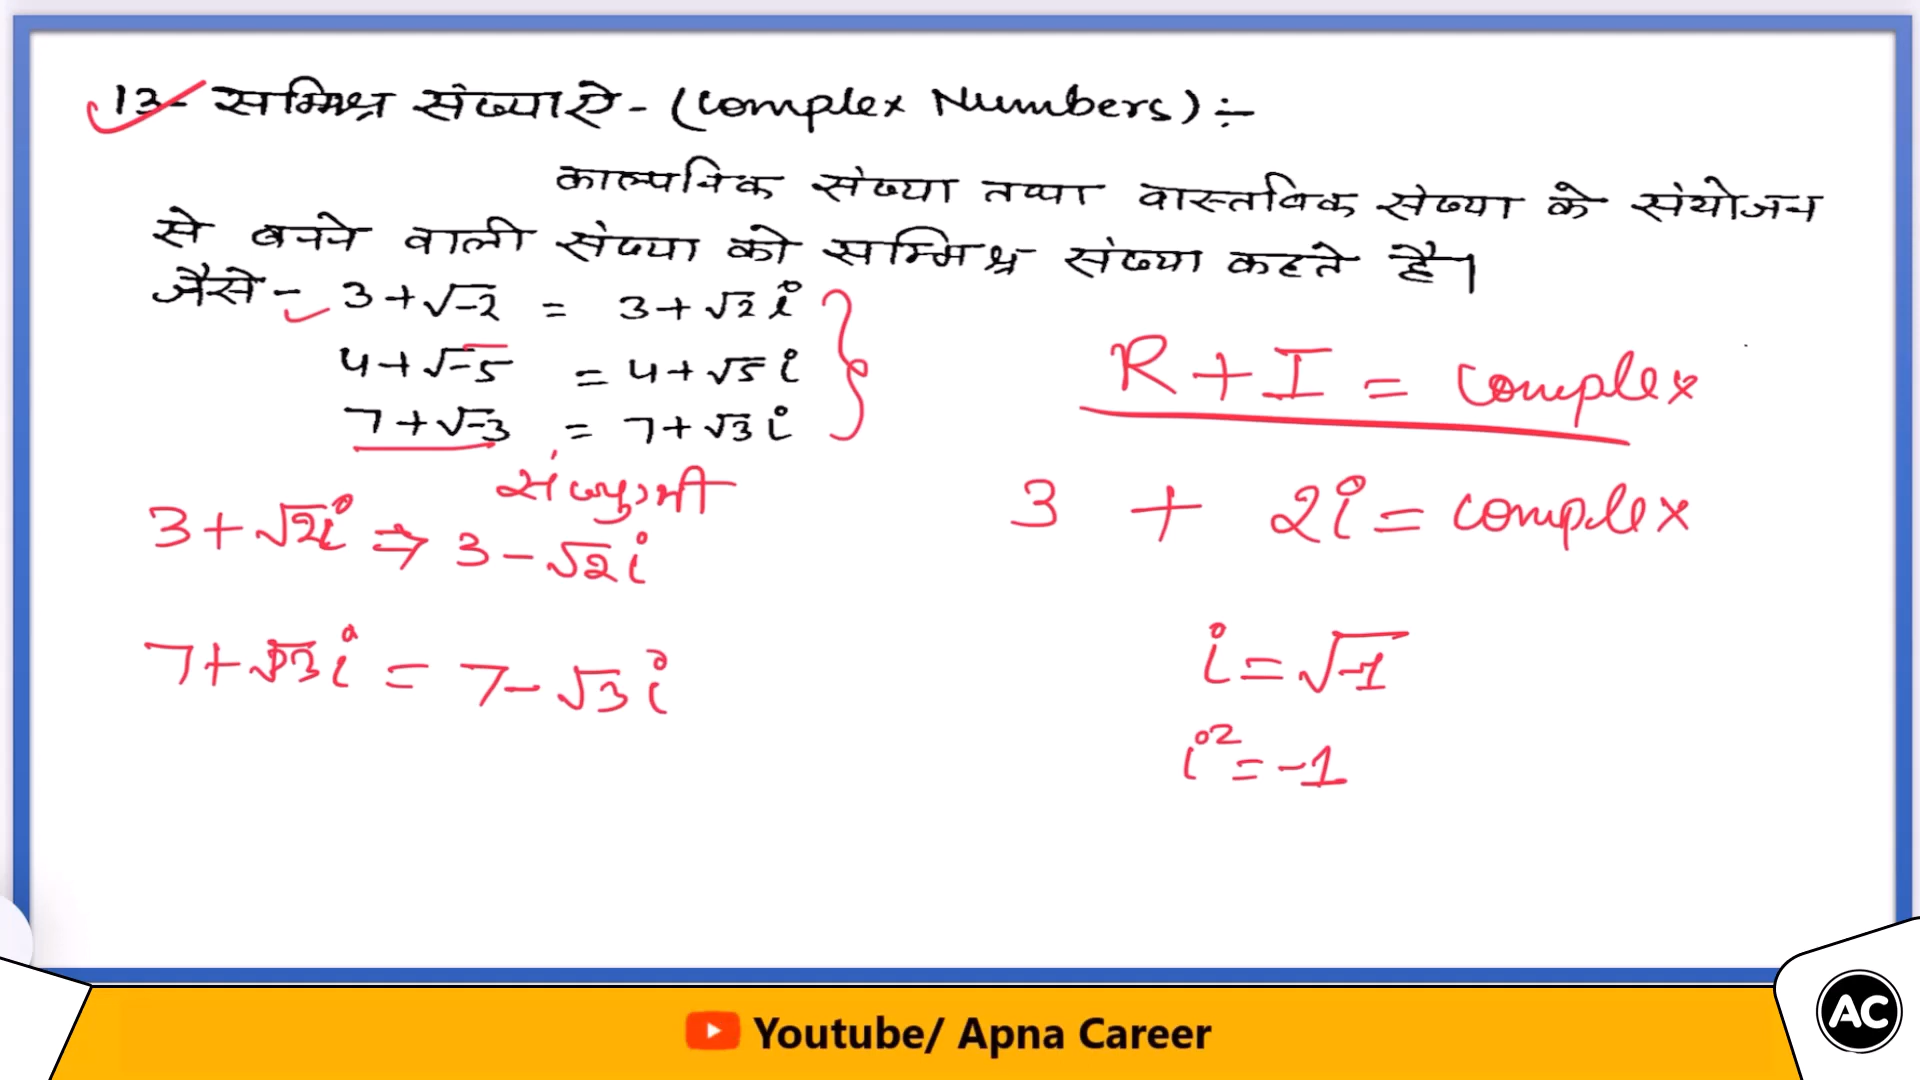 13- सम्मिश्र संख्याऐ - (Complex Numbers) :-
काल्पनिक संख्या तथा वास्तविक संख्या के संयोजन
से बनने वाली संख्या को सम्मिश्र संख्या कहते है।
जैसे - 3+√-2 = 3+√2 i
4+√-5 = 4+√5 i
7+√-3 = 7+√3 i
R+I = complex
3 + 2i = complex
3+√2i ⇒ 3-√2i
7+√3i = 7-√3i
i = √-1
i² = -1
Youtube/ Apna Career
AC